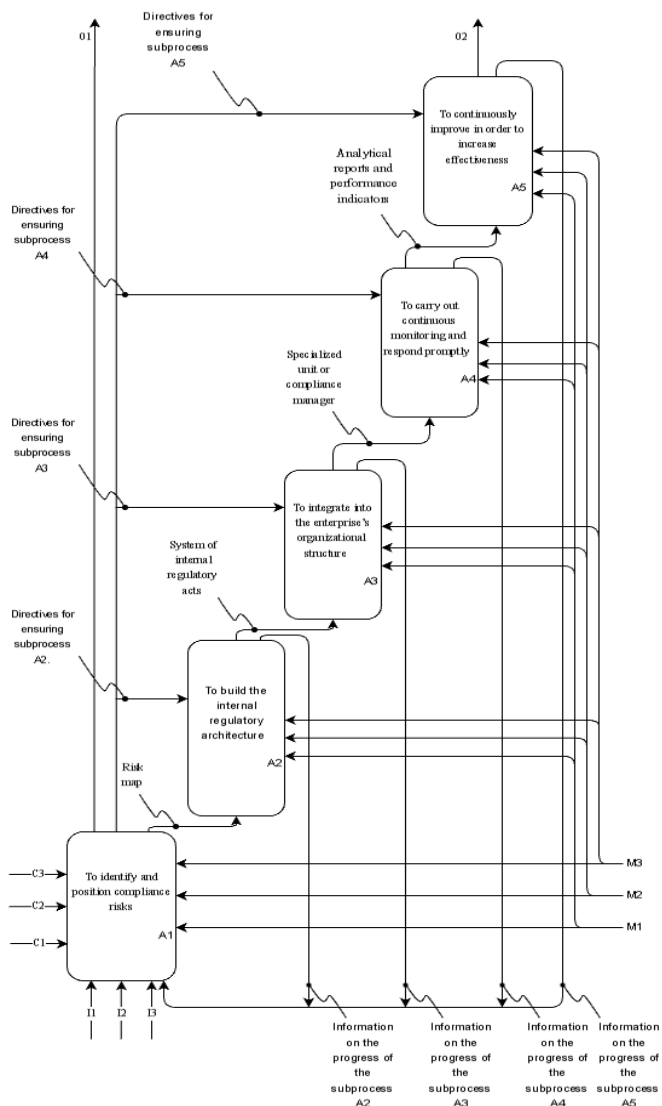 O1
Directives for
ensuring
subprocess
A5
O2
To continuously
improve in order to
increase
effectiveness
A5
Analytical
reports and
performance
indicators
Directives for
ensuring
subprocess
A4
To carry out
continuous
monitoring and
respond promptly
A4
Specialized
unit or
compliance
manager
Directives for
ensuring
subprocess
A3
To integrate into
the enterprise's
organizational
structure
A3
System of
internal
regulatory
acts
Directives for
ensuring
subprocess
A2.
To build the
internal
regulatory
architecture
A2
Risk
map
C3
C2
C1
To identify and
position compliance
risks
A1
M3
M2
M1
I1
I2
I3
Information
on the
progress of
the
subprocess
A2
Information
on the
progress of
the
subprocess
A3
Information
on the
progress of
the
subprocess
A4
Information
on the
progress of
the
subprocess
A5